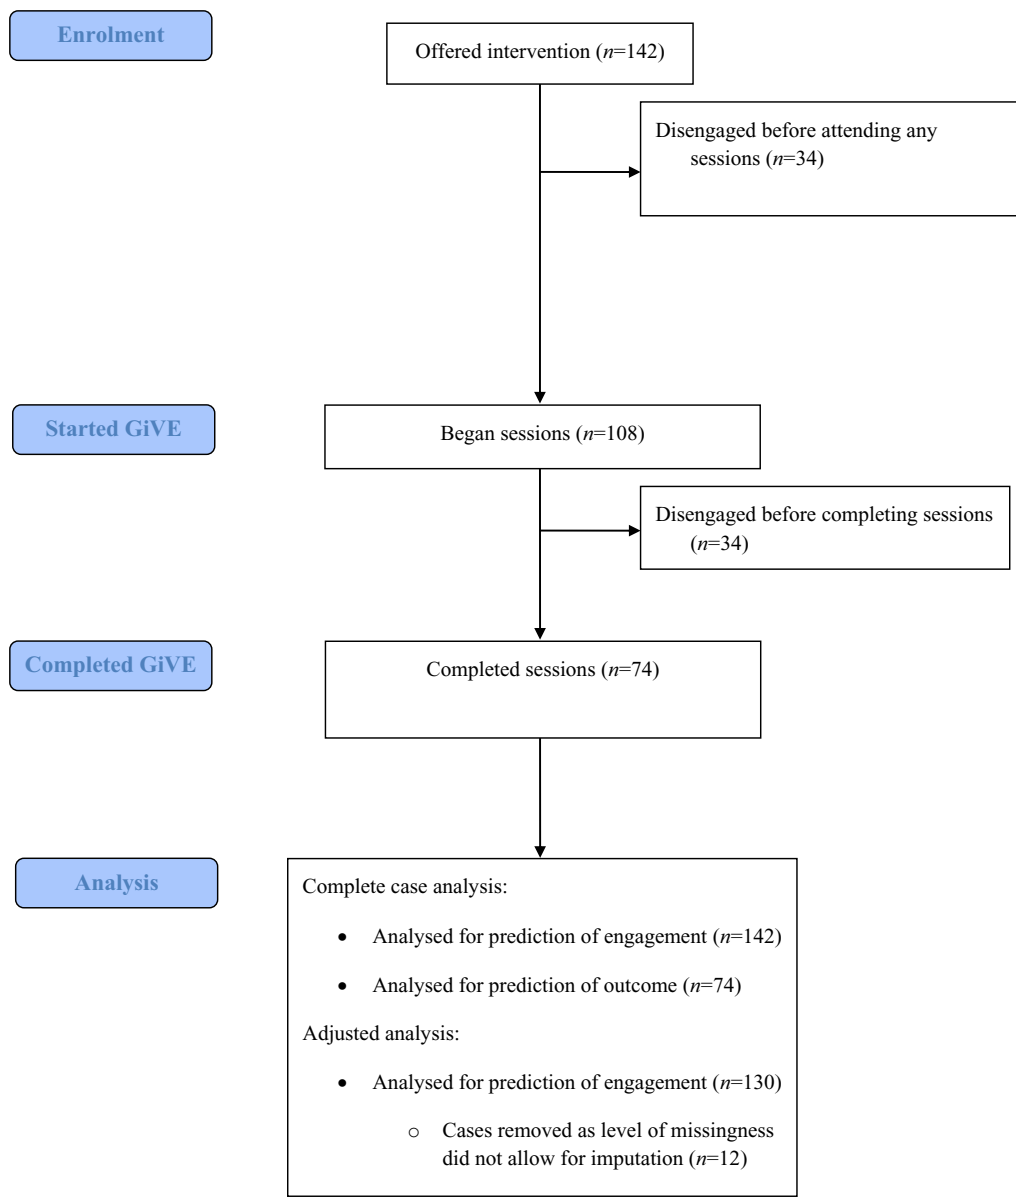 Enrolment
Offered intervention (n=142)
Disengaged before attending any
sessions (n=34)
Started GiVE
Began sessions (n=108)
Disengaged before completing sessions
(n=34)
Completed GiVE
Completed sessions (n=74)
Analysis
Complete case analysis:
• Analysed for prediction of engagement (n=142)
• Analysed for prediction of outcome (n=74)
Adjusted analysis:
• Analysed for prediction of engagement (n=130)
o Cases removed as level of missingness
did not allow for imputation (n=12)